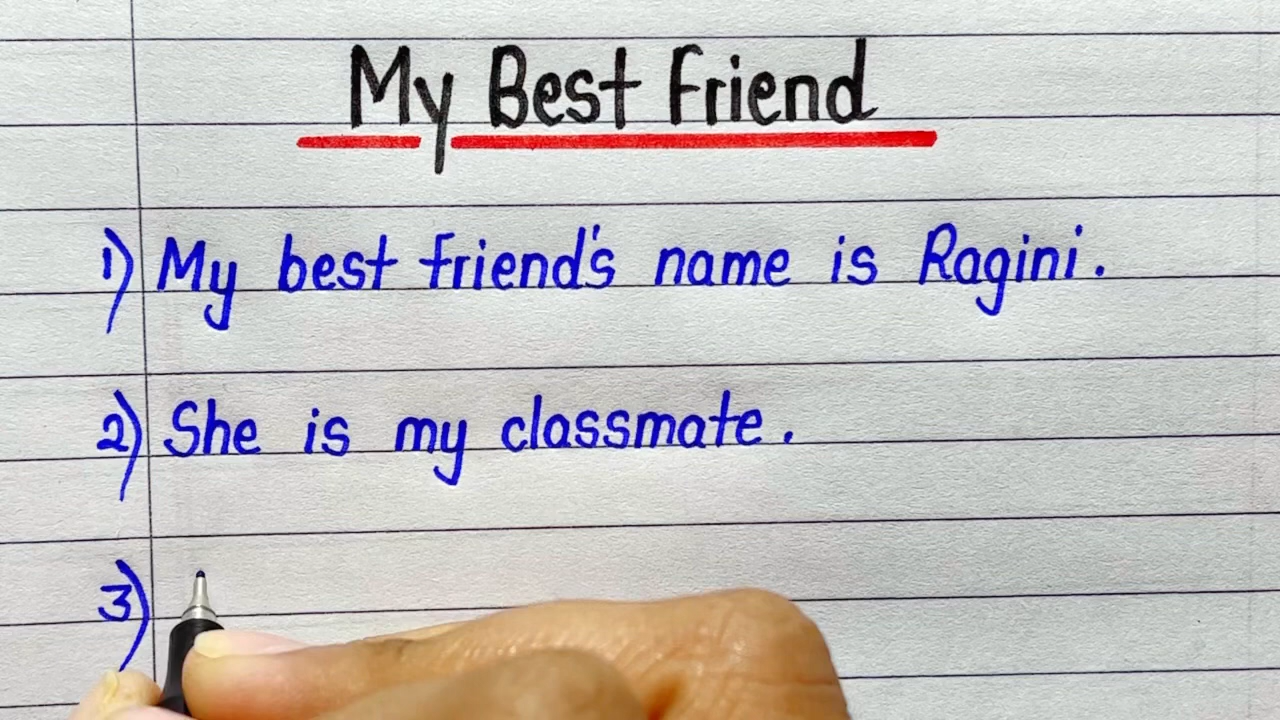 My Best Friend
1) My best friend's name is Ragini.
2) She is my classmate.
3)